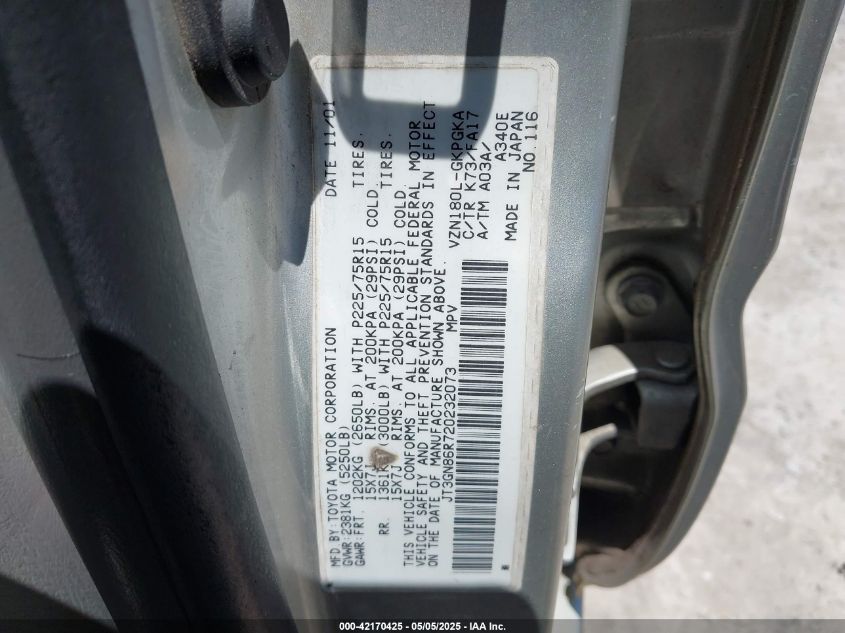 MFD BY:TOYOTA MOTOR CORPORATION DATE 11/01
GVWR:2381KG (5250LB)
GAWR:FRT. 1202KG (2650LB) WITH P225/75R15 TIRES.
15X7J RIMS. AT 200KPA (29PSI) COLD.
RR. (3000LB) WITH P225/75R15 TIRES.
15X7J RIMS. AT 200KPA (29PSI) COLD.
THIS VEHICLE CONFORMS TO ALL APPLICABLE FEDERAL MOTOR
VEHICLE SAFETY AND THEFT PREVENTION STANDARDS IN EFFECT
ON THE DATE OF MANUFACTURE SHOWN ABOVE.
JT3GN86R720232073 MPV VZN180L-GKPGKA
C/TR K73/FA17
A/TM A03A/
A340E
MADE IN JAPAN
NO.116
000-42170425 - 05/05/2025 - IAA Inc.